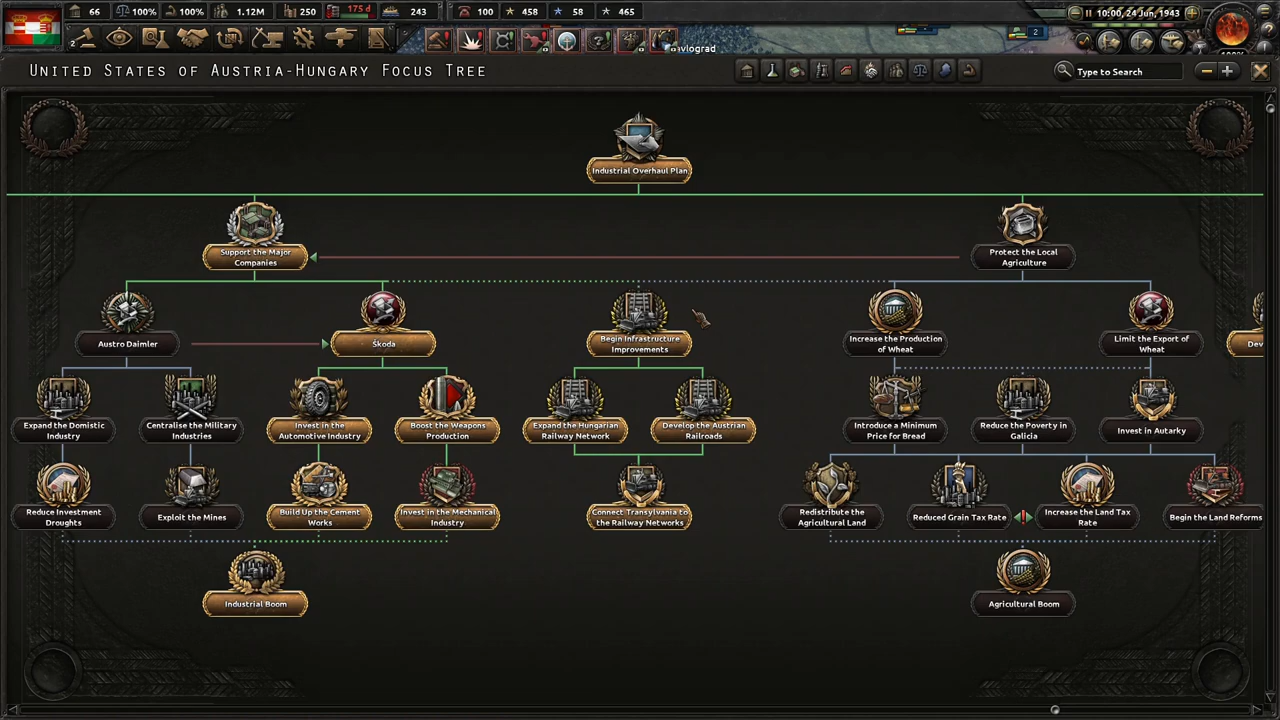 66 100% 100% 1.12M 250 175 d 243 100 458 58 465 10:00, 24 Jun, 1943
2 2 100%
avlograd
United States of Austria-Hungary Focus Tree
Type to Search
Industrial Overhaul Plan
Support the Major
Companies
Protect the Local
Agriculture
Austro Daimler
Škoda
Begin Infrastructure
Improvements
Increase the Production
of Wheat
Limit the Export of
Wheat
Dev
Expand the Domistic
Industry
Centralise the Military
Industries
Invest in the
Automotive Industry
Boost the Weapons
Production
Expand the Hungarian
Railway Network
Develop the Austrian
Railroads
Introduce a Minimum
Price for Bread
Reduce the Poverty in
Galicia
Invest in Autarky
Reduce Investment
Droughts
Exploit the Mines
Build Up the Cement
Works
Invest in the Mechanical
Industry
Connect Transylvania to
the Railway Networks
Redistribute the
Agricultural Land
Reduced Grain Tax Rate
Increase the Land Tax
Rate
Begin the Land Reforms
Industrial Boom
Agricultural Boom